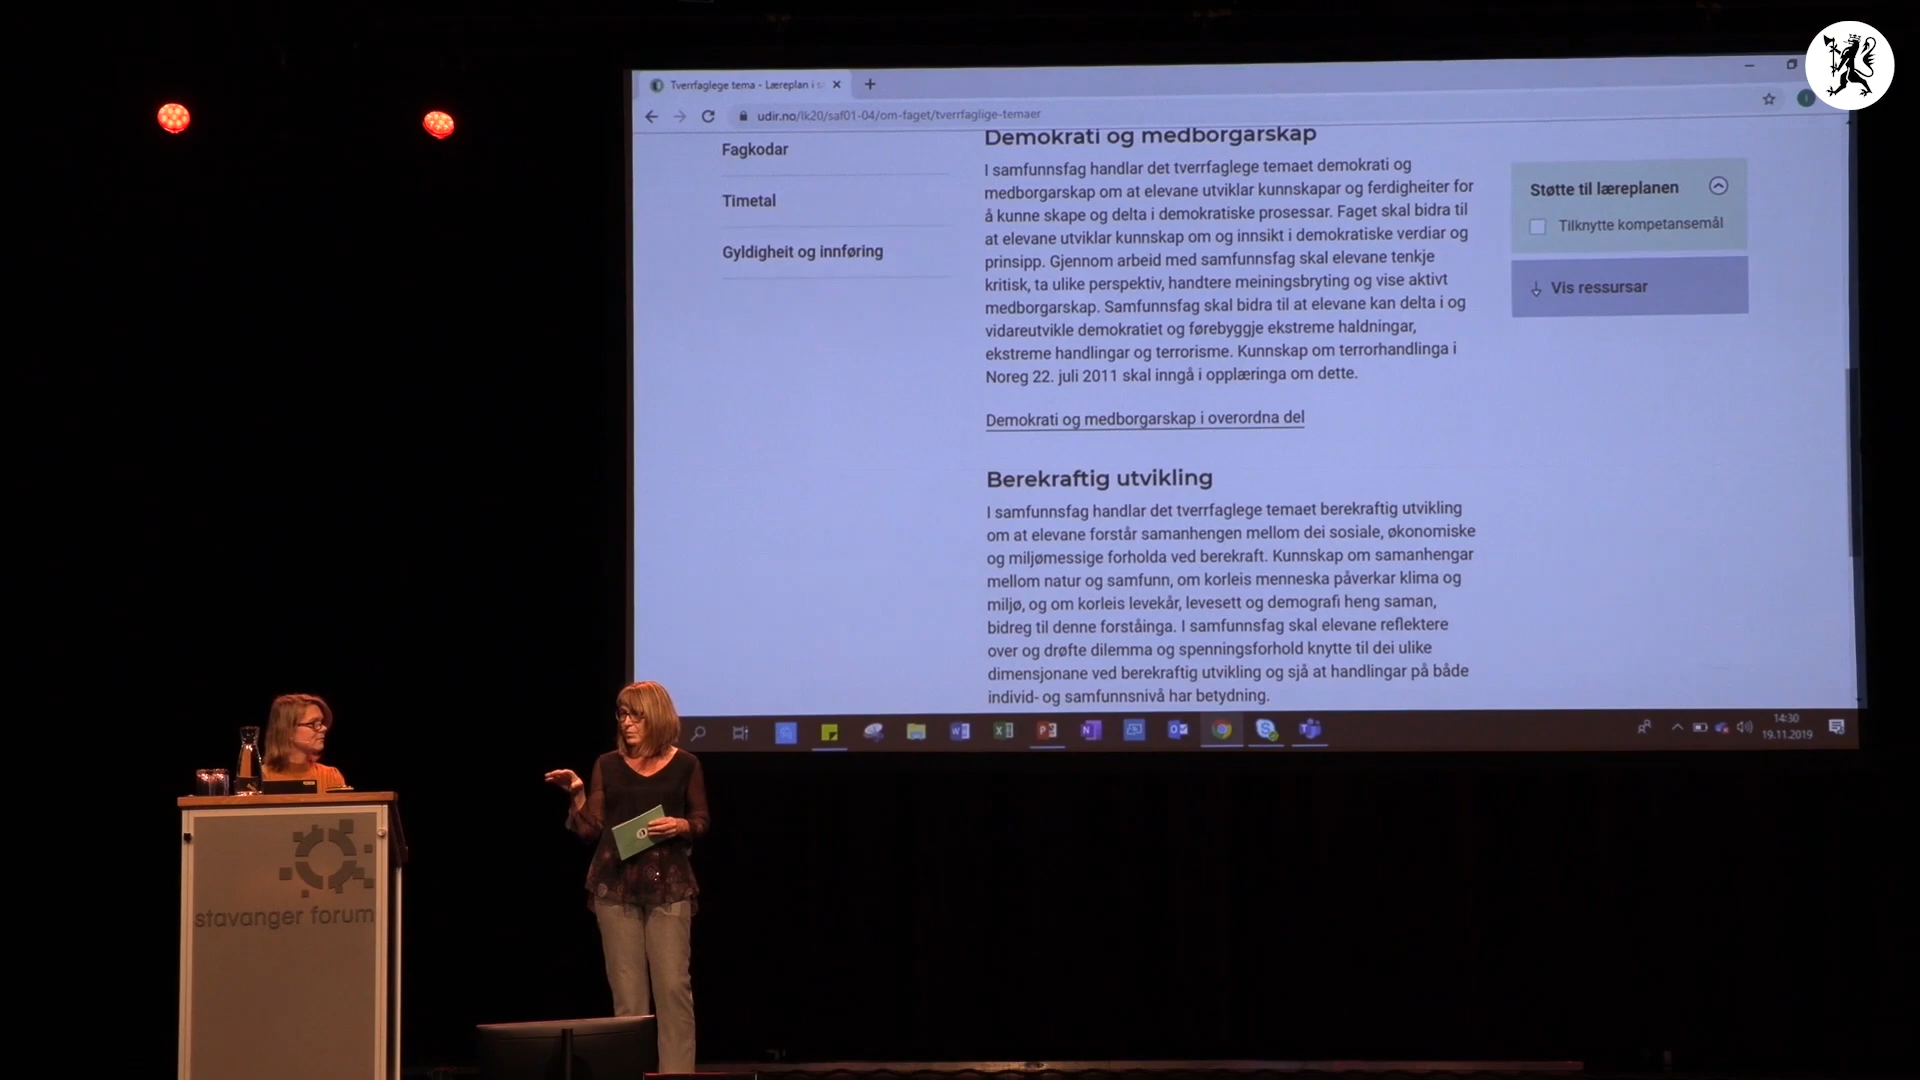 Tverrfaglege tema - Læreplan i s
udir.no/lk20/saf01-04/om-faget/tverrfaglige-temaer
Fagkodar
Timetal
Gyldigheit og innføring
Demokrati og medborgarskap
I samfunnsfag handlar det tverrfaglege temaet demokrati og
medborgarskap om at elevane utviklar kunnskapar og ferdigheiter for
å kunne skape og delta i demokratiske prosessar. Faget skal bidra til
at elevane utviklar kunnskap om og innsikt i demokratiske verdiar og
prinsipp. Gjennom arbeid med samfunnsfag skal elevane tenkje
kritisk, ta ulike perspektiv, handtere meiningsbryting og vise aktivt
medborgarskap. Samfunnsfag skal bidra til at elevane kan delta i og
vidareutvikle demokratiet og førebyggje ekstreme haldningar,
ekstreme handlingar og terrorisme. Kunnskap om terrorhandlinga i
Noreg 22. juli 2011 skal inngå i opplæringa om dette.
Demokrati og medborgarskap i overordna del
Berekraftig utvikling
I samfunnsfag handlar det tverrfaglege temaet berekraftig utvikling
om at elevane forstår samanhengen mellom dei sosiale, økonomiske
og miljømessige forholda ved berekraft. Kunnskap om samanhengar
mellom natur og samfunn, om korleis menneska påverkar klima og
miljø, og om korleis levekår, levesett og demografi heng saman,
bidreg til denne forståinga. I samfunnsfag skal elevane reflektere
over og drøfte dilemma og spenningsforhold knytte til dei ulike
dimensjonane ved berekraftig utvikling og sjå at handlingar på både
individ- og samfunnsnivå har betydning.
Støtte til læreplanen
Tilknytte kompetansemål
Vis ressursar
14:30
19.11.2019
stavanger forum